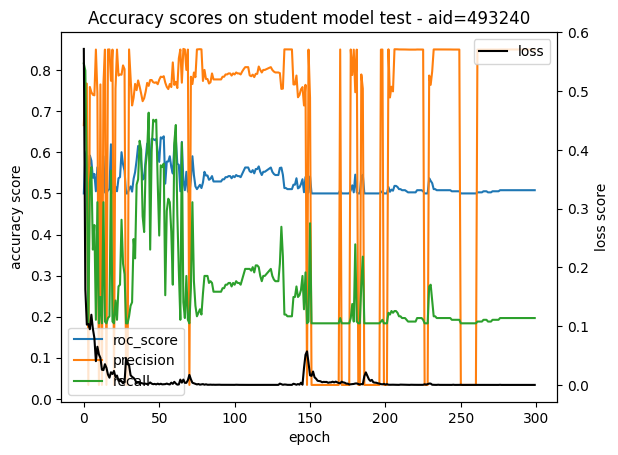 Accuracy scores on student model test - aid=493240
loss
accuracy score
0.8
0.7
0.6
0.5
0.4
0.3
0.2
0.1
0.0
roc_score
precision
recall
0.6
0.5
0.4
0.3
0.2
0.1
0.0
loss score
0
50
100
150
200
250
300
epoch